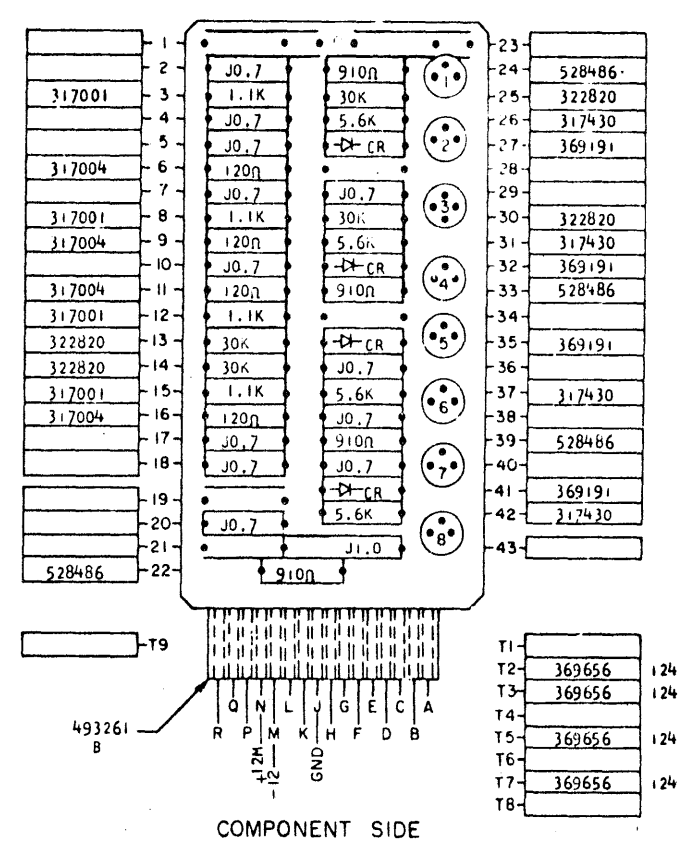 1 23
2 J0.7 910Ω 1 24 528486
317001 3 1.1K 30K 25 322820
4 J0.7 5.6K 26 317430
5 J0.7 CR 2 27 369191
317004 6 120Ω 28
7 J0.7 J0.7 29
317001 8 1.1K 30K 3 30 322820
317004 9 120Ω 5.6K 31 317430
10 J0.7 CR 32 369191
317004 11 120Ω 910Ω 4 33 528486
317001 12 1.1K 34
322820 13 30K CR 5 35 369191
322820 14 30K J0.7 36
317001 15 1.1K 5.6K 6 37 317430
317004 16 120Ω J0.7 38
17 J0.7 910Ω 39 528486
18 J0.7 J0.7 7 40
19 CR 41 369191
20 J0.7 5.6K 42 317430
21 J1.0 8 43
528486 22 910Ω
T9
T1
T2 369656 124
T3 369656 124
T4
T5 369656 124
T6
T7 369656 124
T8
493261
B
Q N L J G E C A
R P M K H F D B
+12M
-12
GND
COMPONENT SIDE